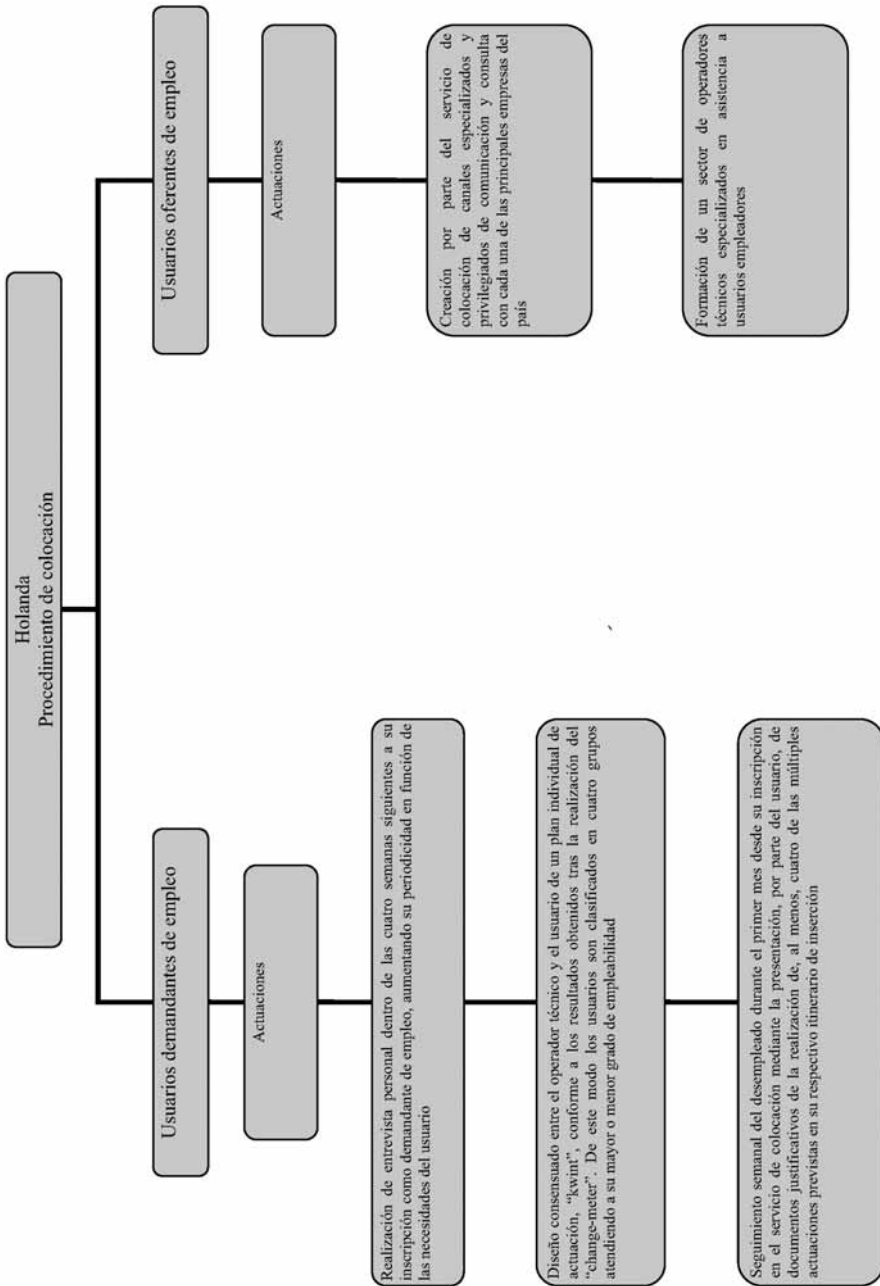 Holanda
Procedimiento de colocación
Usuarios demandantes de empleo
Actuaciones
Realización de entrevista personal dentro de las cuatro semanas siguientes a su
inscripción como demandante de empleo, aumentando su periodicidad en función de
las necesidades del usuario
Diseño consensuado entre el operador técnico y el usuario de un plan individual de
actuación, “kwint”, conforme a los resultados obtenidos tras la realización del
“change-meter”. De este modo los usuarios son clasificados en cuatro grupos
atendiendo a su mayor o menor grado de empleabilidad
Seguimiento semanal del desempleado durante el primer mes desde su inscripción
en el servicio de colocación mediante la presentación, por parte del usuario, de
documentos justificativos de la realización de, al menos, cuatro de las múltiples
actuaciones previstas en su respectivo itinerario de inserción
Usuarios oferentes de empleo
Actuaciones
Creación por parte del servicio de
colocación de canales especializados y
privilegiados de comunicación y consulta
con cada una de las principales empresas del
país
Formación de un sector de operadores
técnicos especializados en asistencia a
usuarios empleadores